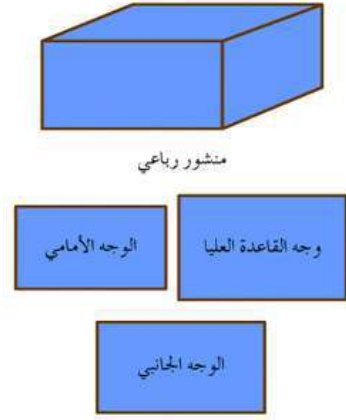 منشور رباعي
وجه القاعدة العليا
الوجه الأمامي
الوجه الجانبي